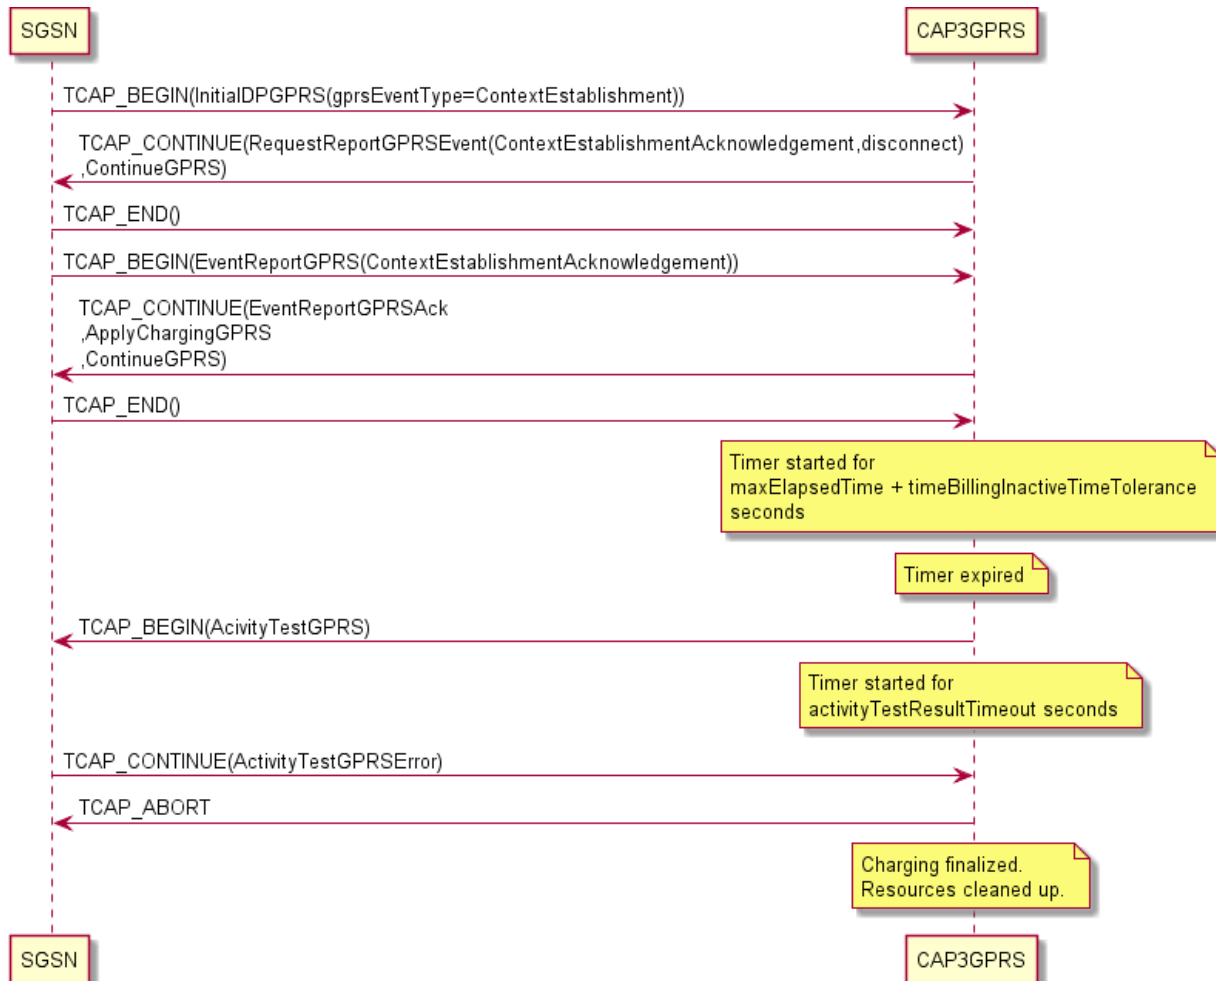 SGSN
CAP3GPRS
TCAP_BEGIN(InitialDPGPRS(gprsEventType=ContextEstablishment))
TCAP_CONTINUE(RequestReportGPRSEvent(ContextEstablishmentAcknowledgement,disconnect)
,ContinueGPRS)
TCAP_END()
TCAP_BEGIN(EventReportGPRS(ContextEstablishmentAcknowledgement))
TCAP_CONTINUE(EventReportGPRSAck
,ApplyChargingGPRS
,ContinueGPRS)
TCAP_END()
Timer started for
maxElapsedTime + timeBillingInactiveTimeTolerance
seconds
Timer expired
TCAP_BEGIN(AcivityTestGPRS)
Timer started for
activityTestResultTimeout seconds
TCAP_CONTINUE(ActivityTestGPRSError)
TCAP_ABORT
Charging finalized.
Resources cleaned up.
SGSN
CAP3GPRS